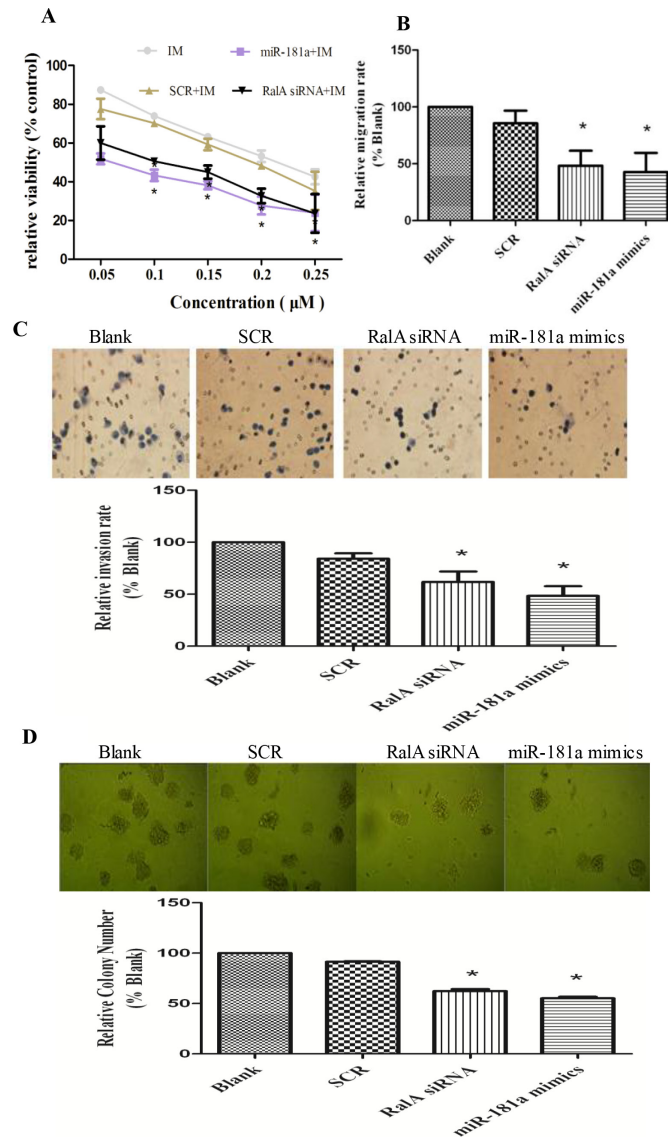 A
IM
miR-181a+IM
SCR+IM
RalA siRNA+IM
relative viability (% control)
100
80
60
40
20
0
* * * * * * * *
0.05 0.1 0.15 0.2 0.25
Concentration ( μM )
B
Relative migration rate
(% Blank)
150
100
50
0
* *
Blank SCR RalA siRNA miR-181a mimics
C
Blank SCR RalA siRNA miR-181a mimics
Relative invasion rate
(% Blank)
150
100
50
0
* *
Blank SCR RalA siRNA miR-181a mimics
D
Blank SCR RalA siRNA miR-181a mimics
Relative Colony Number
(% Blank)
150
100
50
0
* *
Blank SCR RalA siRNA miR-181a mimics